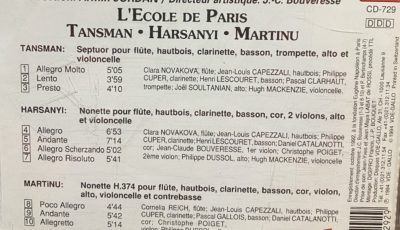 Directeur artistique: J.-C. Bouveresse
CD-729
L'ECOLE DE PARIS
DDD
TANSMAN • HARSANYI • MARTINU
TANSMAN: Septuor pour flûte, hautbois, clarinette, basson, trompette, alto et
violoncelle
1 Allegro Molto 5'05 Clara NOVAKOVA, flûte; Jean-Louis CAPEZZALI, hautbois; Philippe
2 Lento 3'59 CUPER, clarinette; Henri LESCOURET, basson; Pascal CLARHAUT,
3 Presto 4'10 trompette; Joël SOULTANIAN, alto; Hugh MACKENZIE, violoncelle
HARSANYI: Nonette pour flûte, hautbois, clarinette, basson, cor, 2 violons, alto
et violoncelle
4 Allegro 6'53 Clara NOVAKOVA, flûte; Jean-Louis CAPEZZALI, hautbois; Philippe
5 Andante 7'14 CUPER, clarinette; Henri LESCOURET, basson; Daniel CATALANOTTI,
6 Allegro Scherzando 5'02 cor; Jean-Claude BOUVERESSE, 1er violon; Christophe POIGET,
7 Allegro Risoluto 5'41 2ème violon; Philippe DUSSOL, alto; Hugh MACKENZIE, violoncelle
MARTINU: Nonette H.374 pour flûte, hautbois, clarinette, basson, cor, violon,
alto, violoncelle et contrebasse
8 Poco Allegro 4'44 Cornelia REICH, flûte; Jean-Louis CAPEZZALI, hautbois; Philippe
9 Andante 5'42 CUPER, clarinette; Pascal GALLOIS, basson; Daniel CATALANOTTI,
10 Allegretto 5'14 cor; Christophe POIGET, violon;